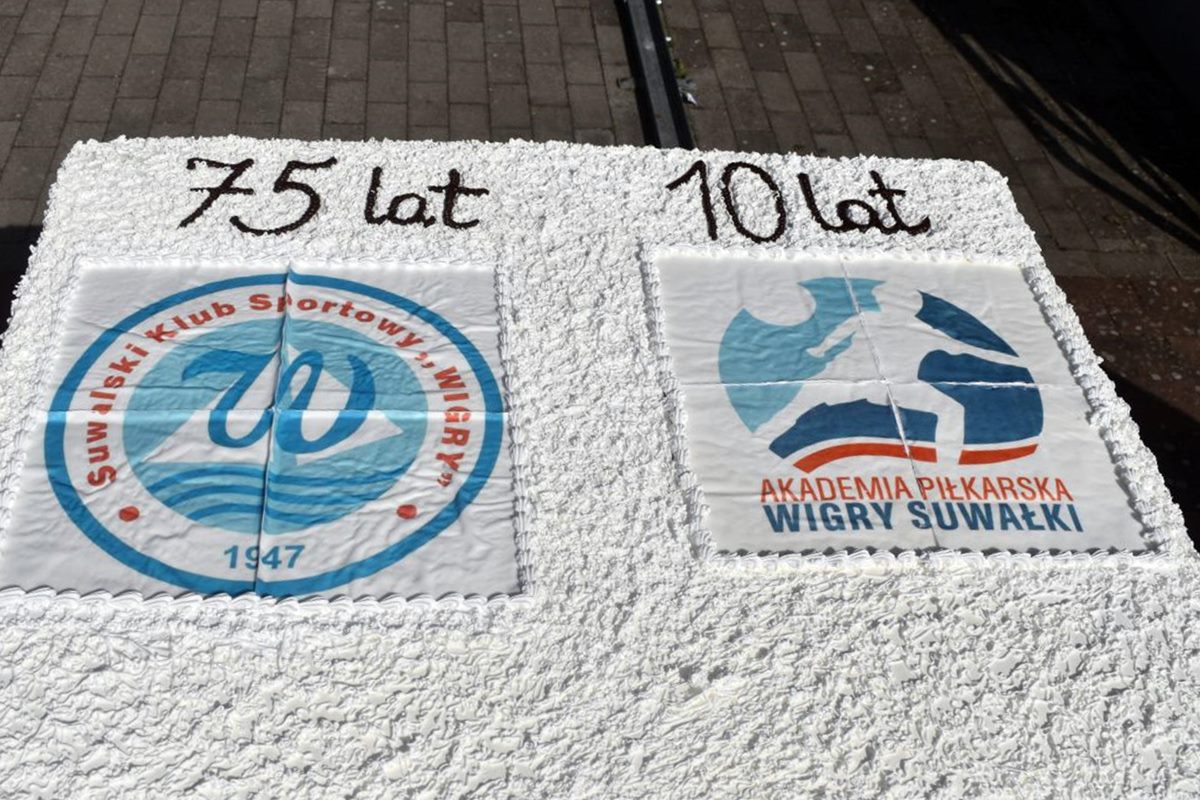 75 lat
10 lat
Suwalski Klub Sportowy „WIGRY”
W
1947
AKADEMIA PIŁKARSKA
WIGRY SUWAŁKI